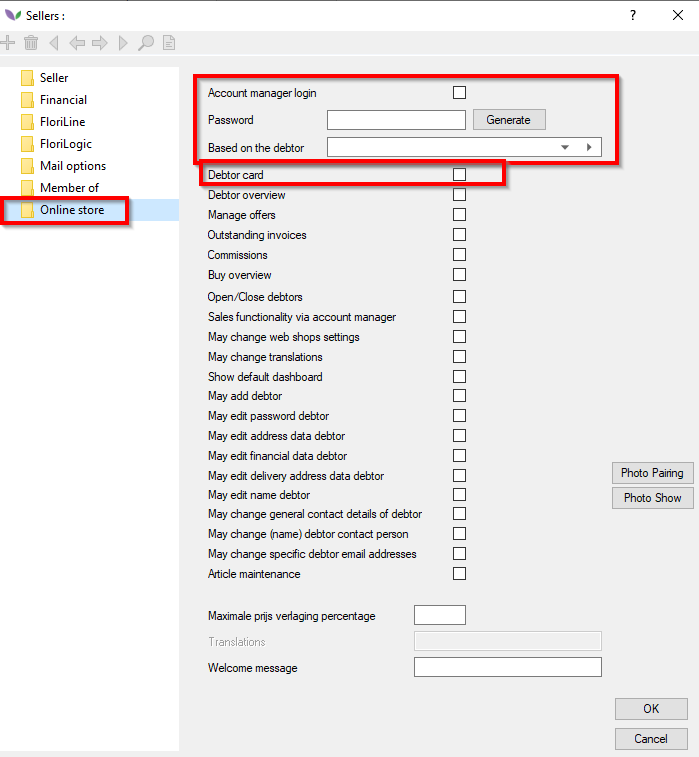 Sellers :
?
Seller
Financial
FloriLine
FloriLogic
Mail options
Member of
Online store
Account manager login
Password Generate
Based on the debtor
Debtor card
Debtor overview
Manage offers
Outstanding invoices
Commissions
Buy overview
Open/Close debtors
Sales functionality via account manager
May change web shops settings
May change translations
Show default dashboard
May add debtor
May edit password debtor
May edit address data debtor
May edit financial data debtor
May edit delivery address data debtor
May edit name debtor
May change general contact details of debtor
May change (name) debtor contact person
May change specific debtor email addresses
Article maintenance
Photo Pairing
Photo Show
Maximale prijs verlaging percentage
Translations
Welcome message
OK
Cancel